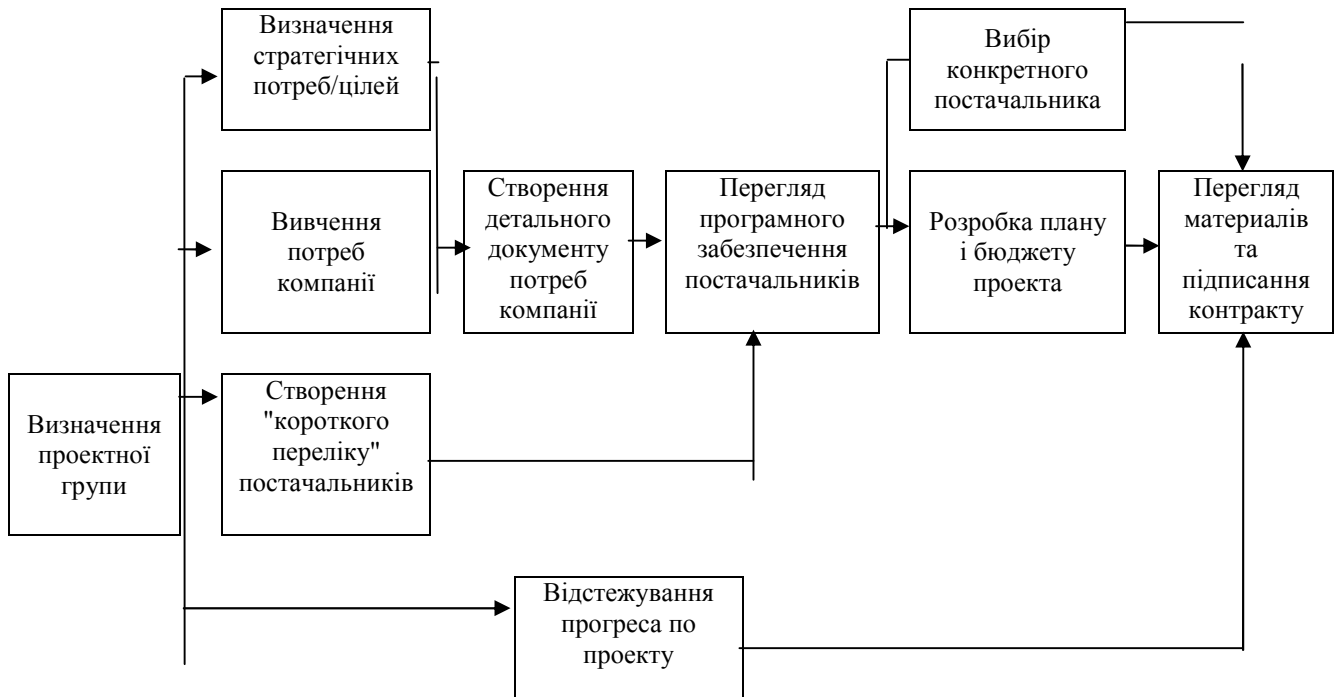 Визначення
стратегічних
потреб/цілей
Вибір
конкретного
постачальника
Вивчення
потреб
компанії
Створення
детального
документу
потреб
компанії
Перегляд
програмного
забезпечення
постачальників
Розробка плану
і бюджету
проекта
Перегляд
материалів
та
підписання
контракту
Визначення
проектної
групи
Створення
"короткого
переліку"
постачальників
Відстежування
прогреса по
проекту